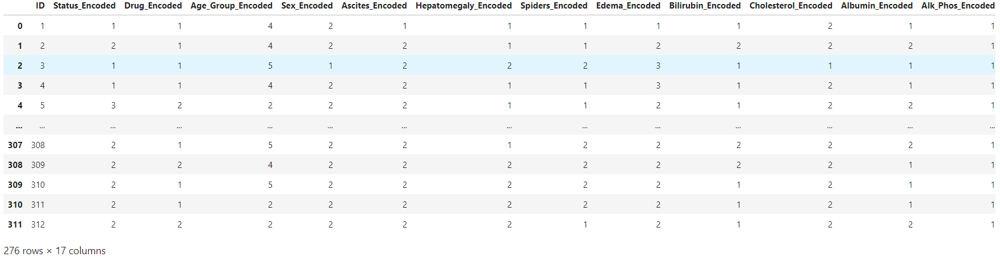 ID Status_Encoded Drug_Encoded Age_Group_Encoded Sex_Encoded Ascites_Encoded Hepatomegaly_Encoded Spiders_Encoded Edema_Encoded Bilirubin_Encoded Cholesterol_Encoded Albumin_Encoded Alk_Phos_Encoded
0 1 1 1 4 2 1 1 1 1 1 2 1 1
1 2 2 1 4 2 2 1 1 2 2 2 2 1
2 3 1 1 5 1 2 2 2 3 1 1 1 1
3 4 1 1 4 2 2 1 1 3 1 2 1 1
4 5 3 2 2 2 2 1 1 2 1 2 2 1
... ... ... ... ... ... ... ... ... ... ... ... ... ...
307 308 2 1 5 2 2 1 2 2 2 2 2 1
308 309 2 2 4 2 2 2 2 2 2 2 1 1
309 310 2 1 5 2 2 2 2 2 1 2 1 1
310 311 2 1 2 2 2 2 2 2 1 2 1 1
311 312 2 2 2 2 2 2 1 2 1 2 2 1
276 rows × 17 columns